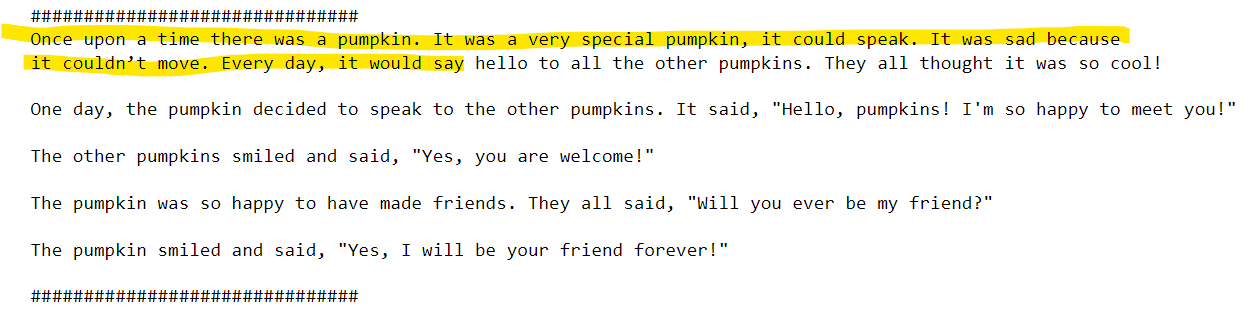 ###############################
Once upon a time there was a pumpkin. It was a very special pumpkin, it could speak. It was sad because
it couldn’t move. Every day, it would say hello to all the other pumpkins. They all thought it was so cool!
One day, the pumpkin decided to speak to the other pumpkins. It said, "Hello, pumpkins! I'm so happy to meet you!"
The other pumpkins smiled and said, "Yes, you are welcome!"
The pumpkin was so happy to have made friends. They all said, "Will you ever be my friend?"
The pumpkin smiled and said, "Yes, I will be your friend forever!"
###############################